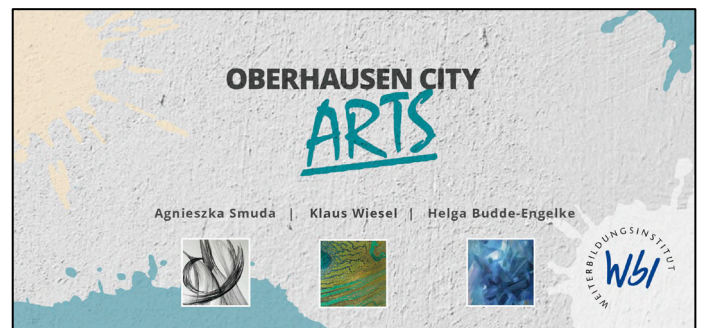 OBERHAUSEN CITY
ARTS
Agnieszka Smuda | Klaus Wiesel | Helga Budde-Engelke
WEITERBILDUNGSINSTITUT
WbI